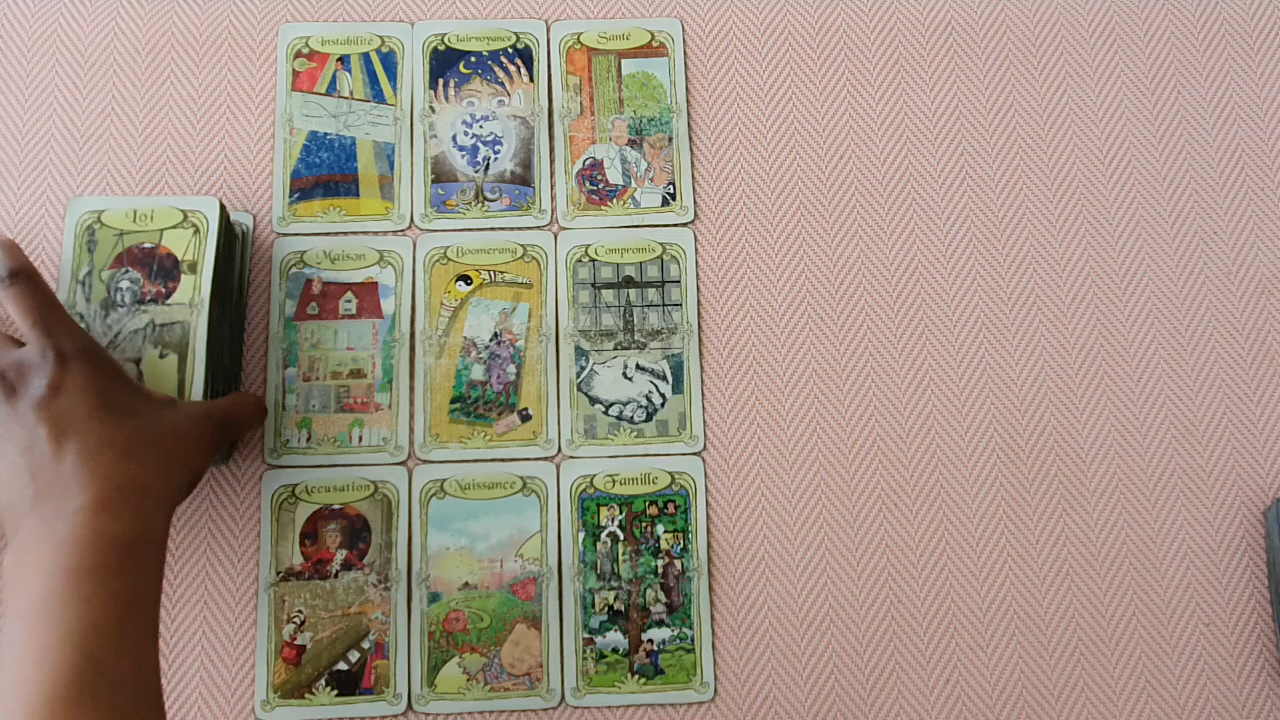 Instabilité
Clairvoyance
Santé
Loi
Maison
Boomerang
Compromis
Accusation
Naissance
Famille